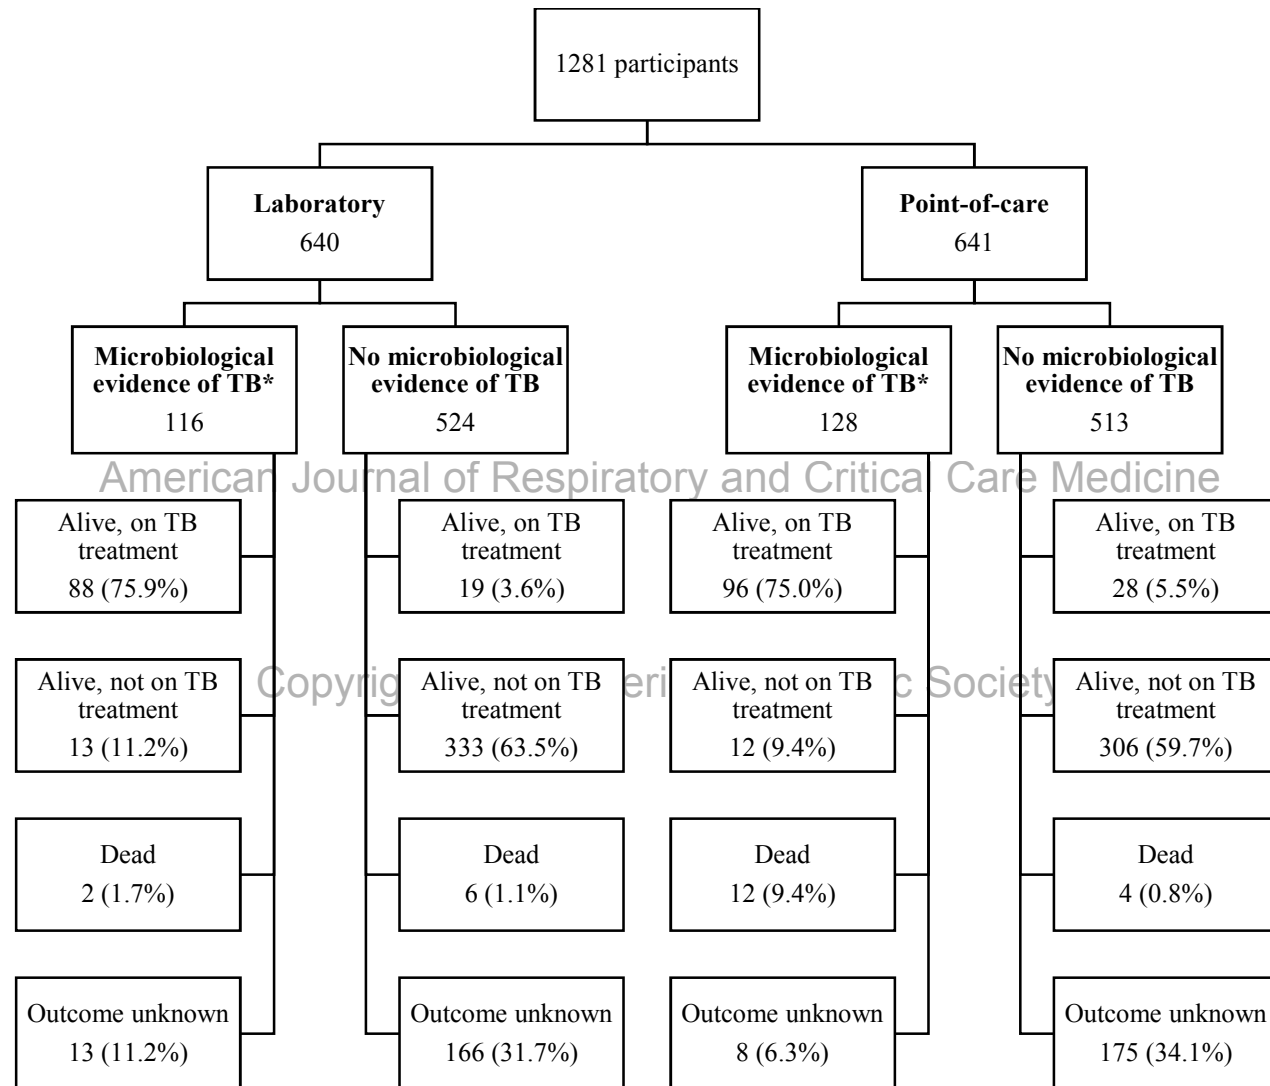 1281 participants
Laboratory
640
Point-of-care
641
Microbiological
evidence of TB*
116
No microbiological
evidence of TB
524
Microbiological
evidence of TB*
128
No microbiological
evidence of TB
513
American Journal of Respiratory and Critical Care Medicine
Alive, on TB
treatment
88 (75.9%)
Alive, on TB
treatment
19 (3.6%)
Alive, on TB
treatment
96 (75.0%)
Alive, on TB
treatment
28 (5.5%)
Society
Alive, not on TB
treatment
13 (11.2%)
Alive, not on TB
treatment
333 (63.5%)
Alive, not on TB
treatment
12 (9.4%)
Alive, not on TB
treatment
306 (59.7%)
Dead
2 (1.7%)
Dead
6 (1.1%)
Dead
12 (9.4%)
Dead
4 (0.8%)
Outcome unknown
13 (11.2%)
Outcome unknown
166 (31.7%)
Outcome unknown
8 (6.3%)
Outcome unknown
175 (34.1%)